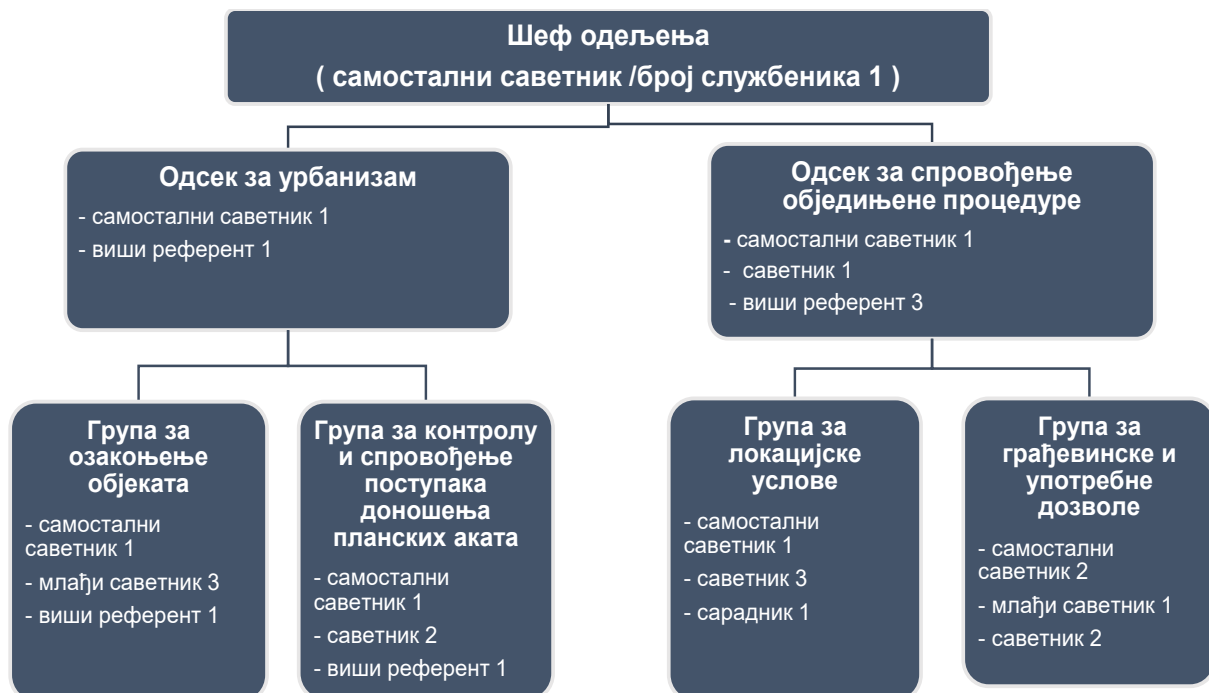 Шеф одељења
( самостални саветник /број службеника 1 )
Одсек за урбанизам
- самостални саветник 1
- виши референт 1
Одсек за спровођење
обједињене процедуре
- самостални саветник 1
- саветник 1
- виши референт 3
Група за
озакоњење
објеката
- самостални
саветник 1
- млађи саветник 3
- виши референт 1
Група за контролу
и спровођење
поступака
доношења
планских аката
- самостални
саветник 1
- саветник 2
- виши референт 1
Група за
локацијске
услове
- самостални
саветник 1
- саветник 3
- сарадник 1
Група за
грађевинске и
употребне
дозволе
- самостални
саветник 2
- млађи саветник 1
- саветник 2